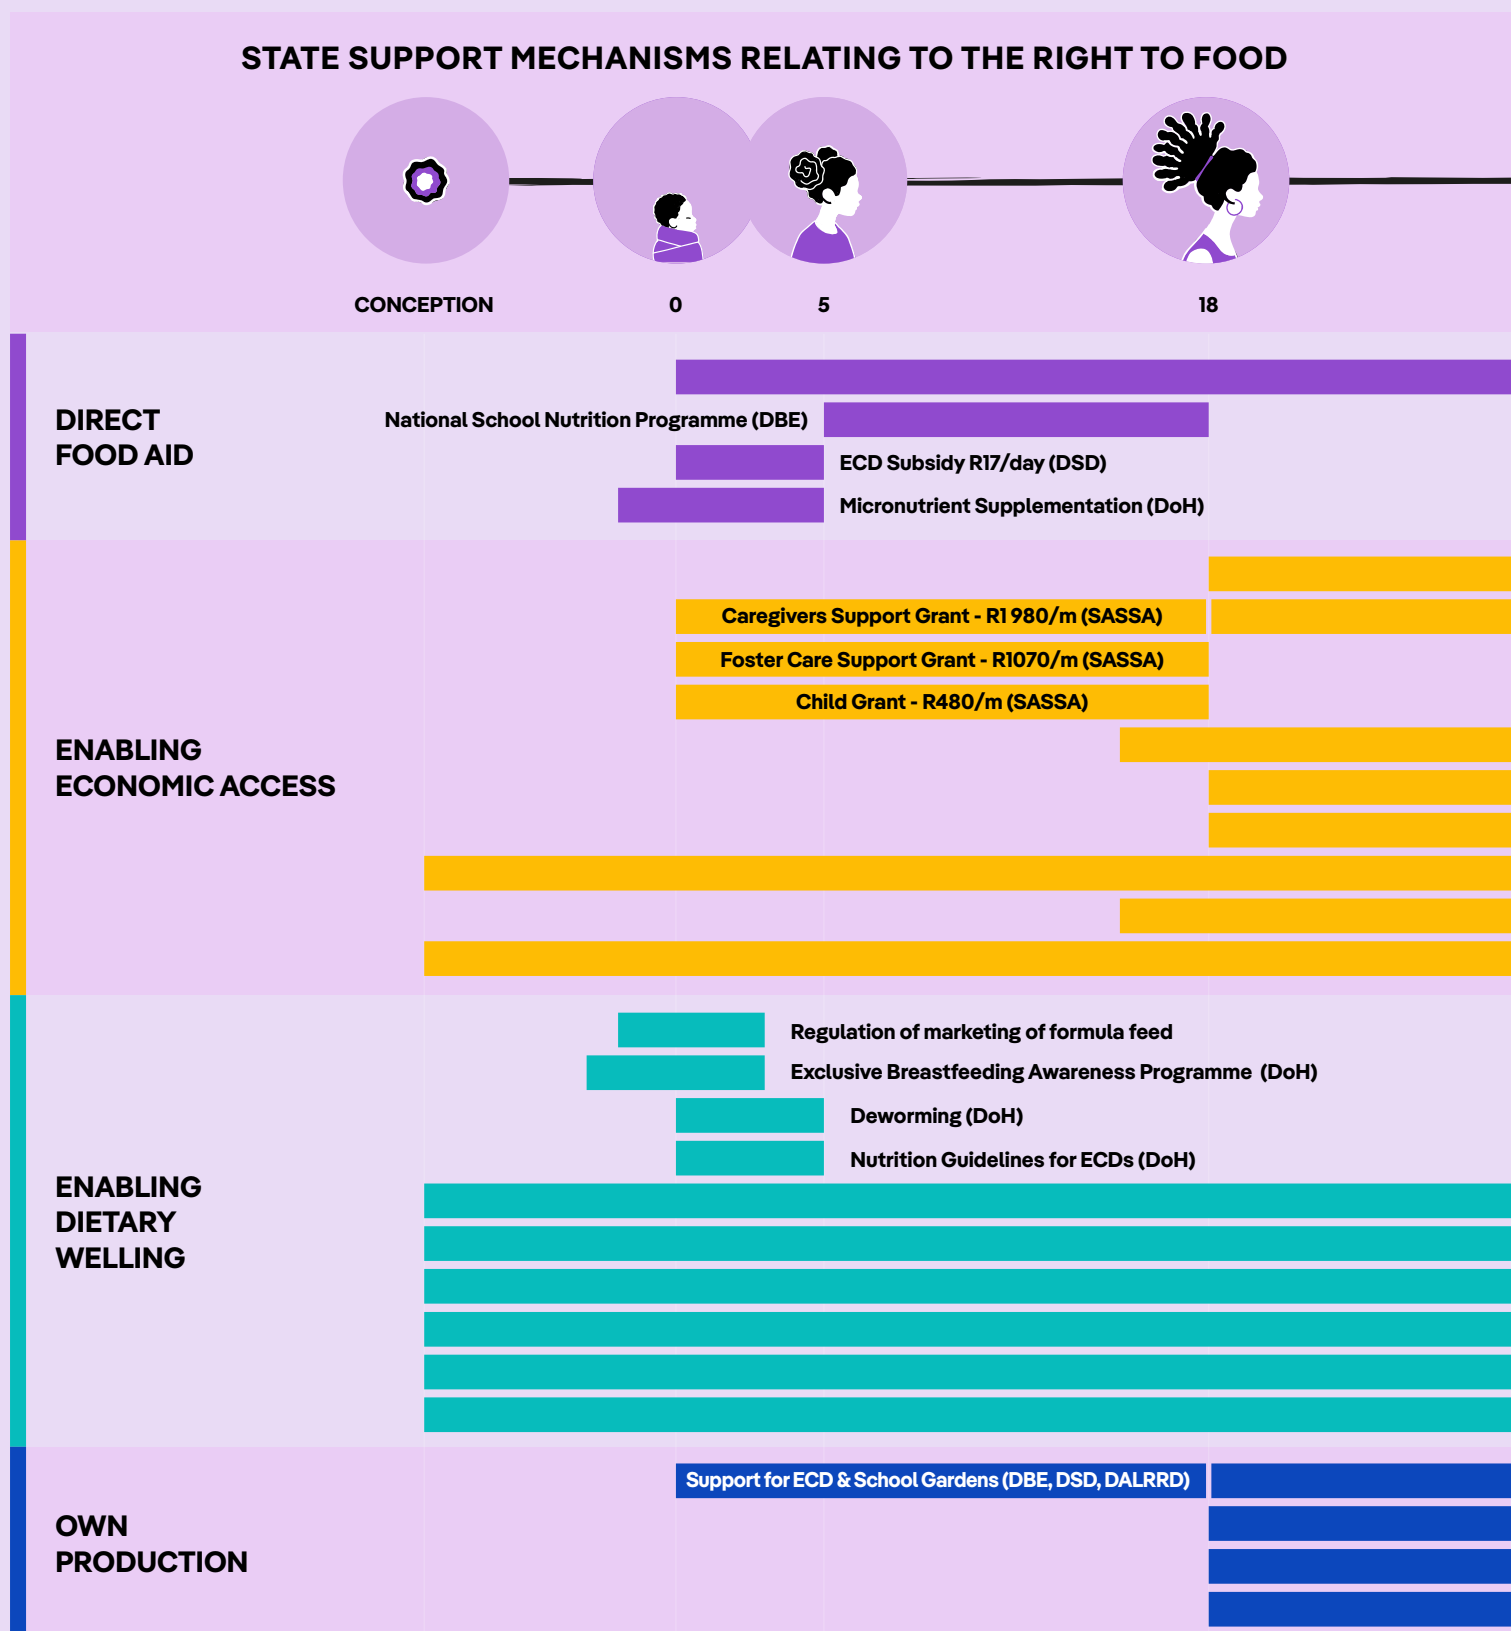 STATE SUPPORT MECHANISMS RELATING TO THE RIGHT TO FOOD
CONCEPTION
0
5
18
DIRECT
FOOD AID
National School Nutrition Programme (DBE)
ECD Subsidy R17/day (DSD)
Micronutrient Supplementation (DoH)
ENABLING
ECONOMIC ACCESS
Caregivers Support Grant - R1 980/m (SASSA)
Foster Care Support Grant - R1070/m (SASSA)
Child Grant - R480/m (SASSA)
ENABLING
DIETARY
WELLING
Regulation of marketing of formula feed
Exclusive Breastfeeding Awareness Programme (DoH)
Deworming (DoH)
Nutrition Guidelines for ECDs (DoH)
OWN
PRODUCTION
Support for ECD & School Gardens (DBE, DSD, DALRRD)